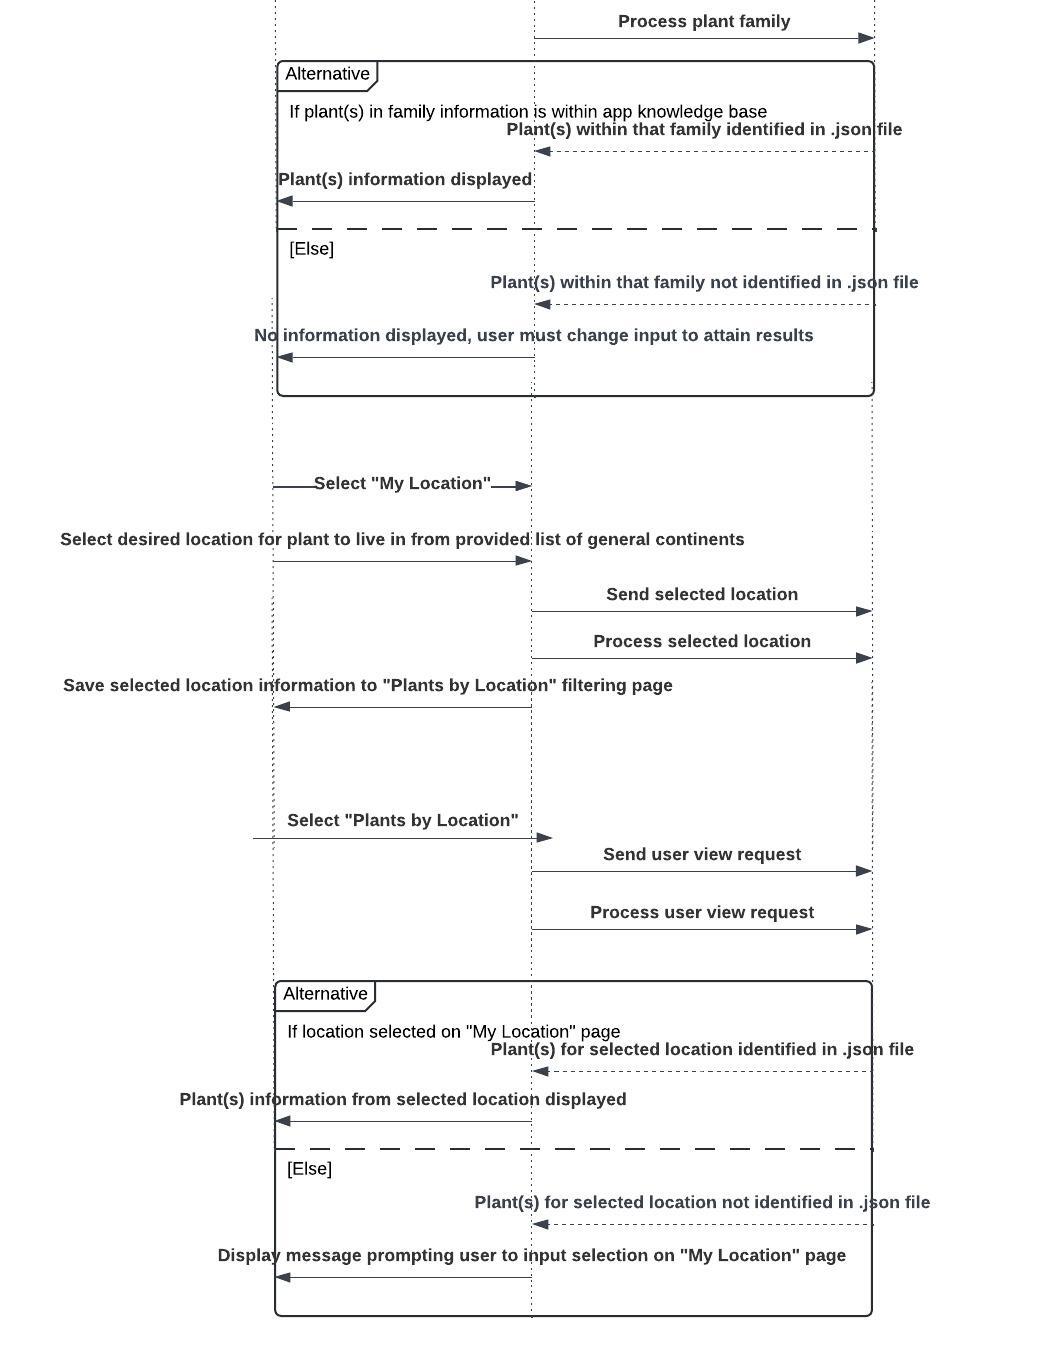 Process plant family
Alternative
If plant(s) in family information is within app knowledge base
Plant(s) within that family identified in .json file
Plant(s) information displayed
[Else]
Plant(s) within that family not identified in .json file
No information displayed, user must change input to attain results
Select "My Location"
Select desired location for plant to live in from provided list of general continents
Send selected location
Process selected location
Save selected location information to "Plants by Location" filtering page
Select "Plants by Location"
Send user view request
Process user view request
Alternative
If location selected on "My Location" page
Plant(s) for selected location identified in .json file
Plant(s) information from selected location displayed
[Else]
Plant(s) for selected location not identified in .json file
Display message prompting user to input selection on "My Location" page